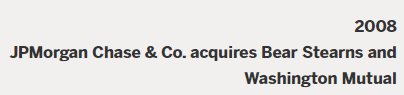 2008
JPMorgan Chase & Co. acquires Bear Stearns and
Washington Mutual